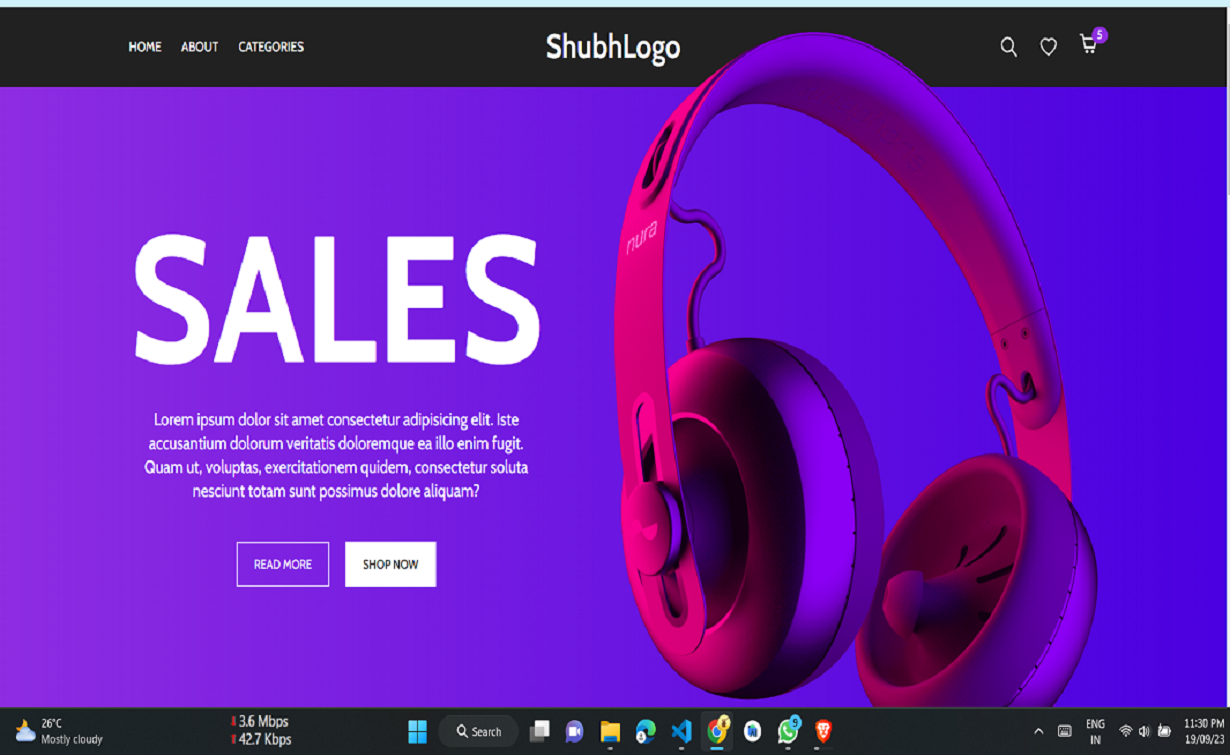 HOME ABOUT CATEGORIES
ShubhLogo
5
nura
SALES
Lorem ipsum dolor sit amet consectetur adipisicing elit. Iste
accusantium dolorum veritatis doloremque ea illo enim fugit.
Quam ut, voluptas, exercitationem quidem, consectetur soluta
nesciunt totam sunt possimus dolore aliquam?
READ MORE SHOP NOW
26°C
Mostly cloudy
3.6 Mbps
42.7 Kbps
Search
9
ENG
IN
11:30 PM
19/09/23